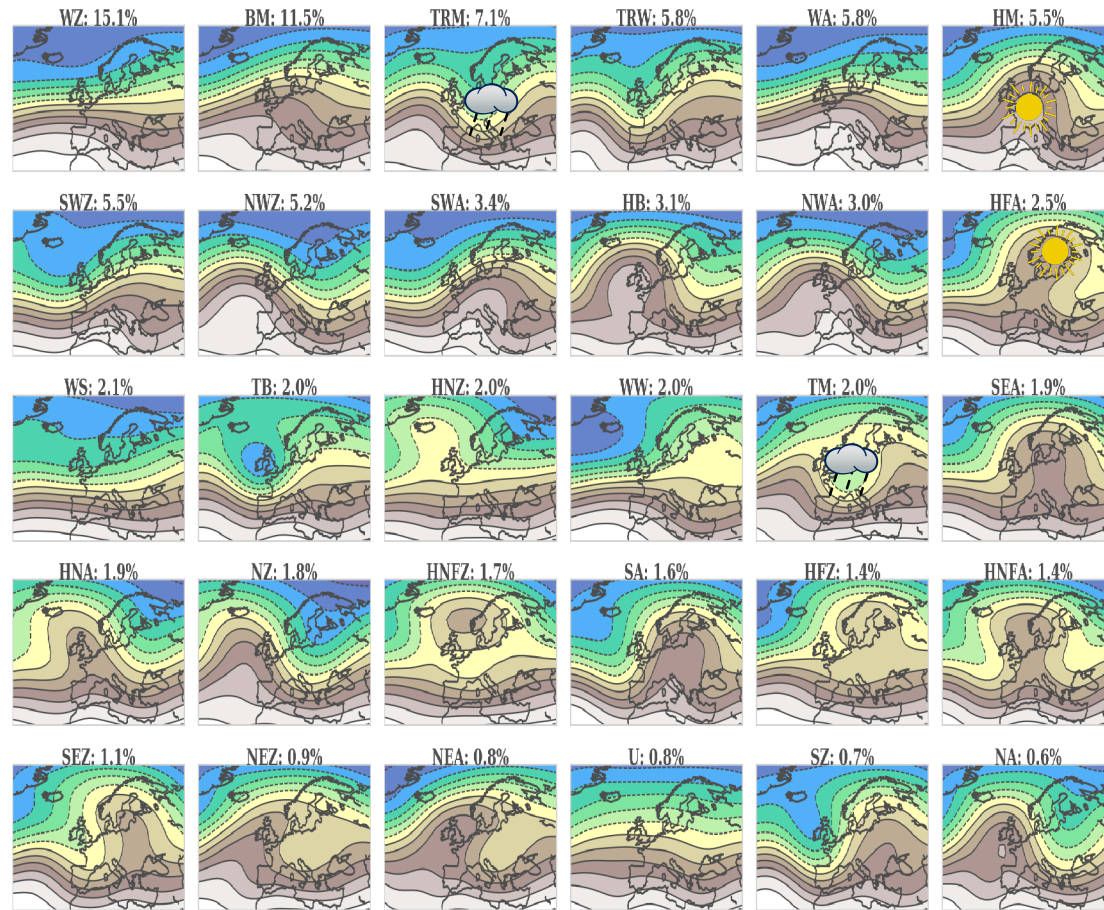 WZ: 15.1% BM: 11.5% TRM: 7.1% TRW: 5.8% WA: 5.8% HM: 5.5%
SWZ: 5.5% NWZ: 5.2% SWA: 3.4% HB: 3.1% NWA: 3.0% HFA: 2.5%
WS: 2.1% TB: 2.0% HNZ: 2.0% WW: 2.0% TM: 2.0% SEA: 1.9%
HNA: 1.9% NZ: 1.8% HNFZ: 1.7% SA: 1.6% HFZ: 1.4% HNFA: 1.4%
SEZ: 1.1% NEZ: 0.9% NEA: 0.8% U: 0.8% SZ: 0.7% NA: 0.6%